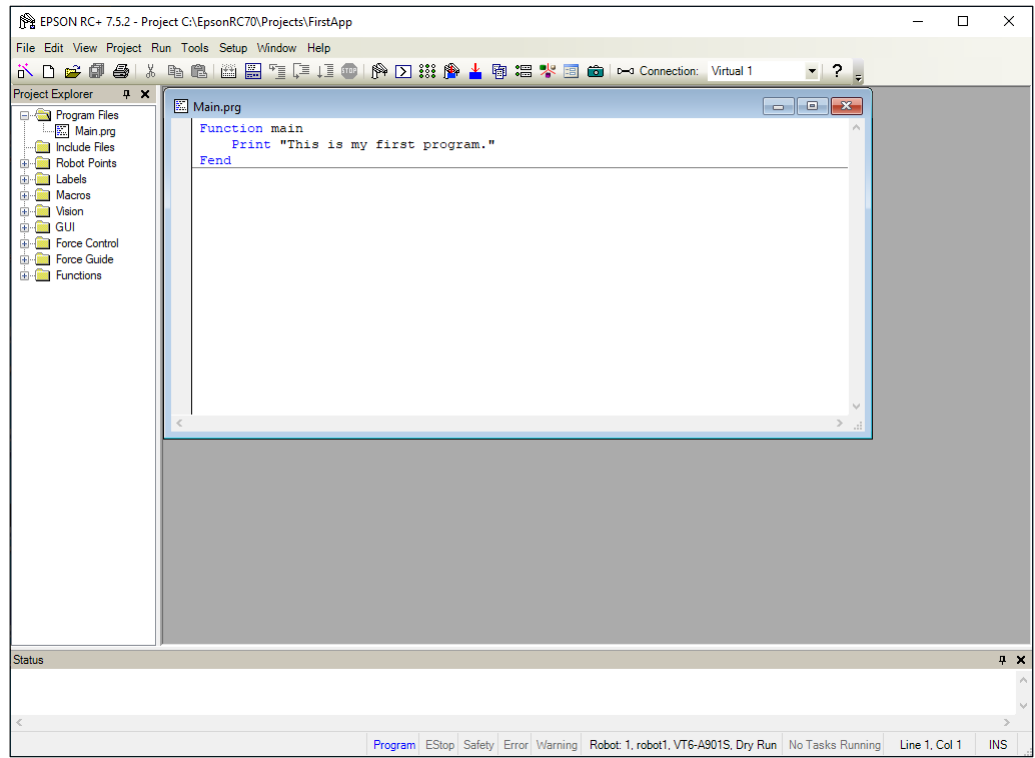 EPSON RC+ 7.5.2 - Project C:\EpsonRC70\Projects\FirstApp
File Edit View Project Run Tools Setup Window Help
STOP Connection: Virtual 1 ?
Project Explorer
Program Files
Main.prg
Include Files
Robot Points
Labels
Macros
Vision
GUI
Force Control
Force Guide
Functions
Main.prg
Function main
Print "This is my first program."
Fend
Status
Program EStop Safety Error Warning Robot: 1, robot1, VT6-A901S, Dry Run No Tasks Running Line 1, Col 1 INS